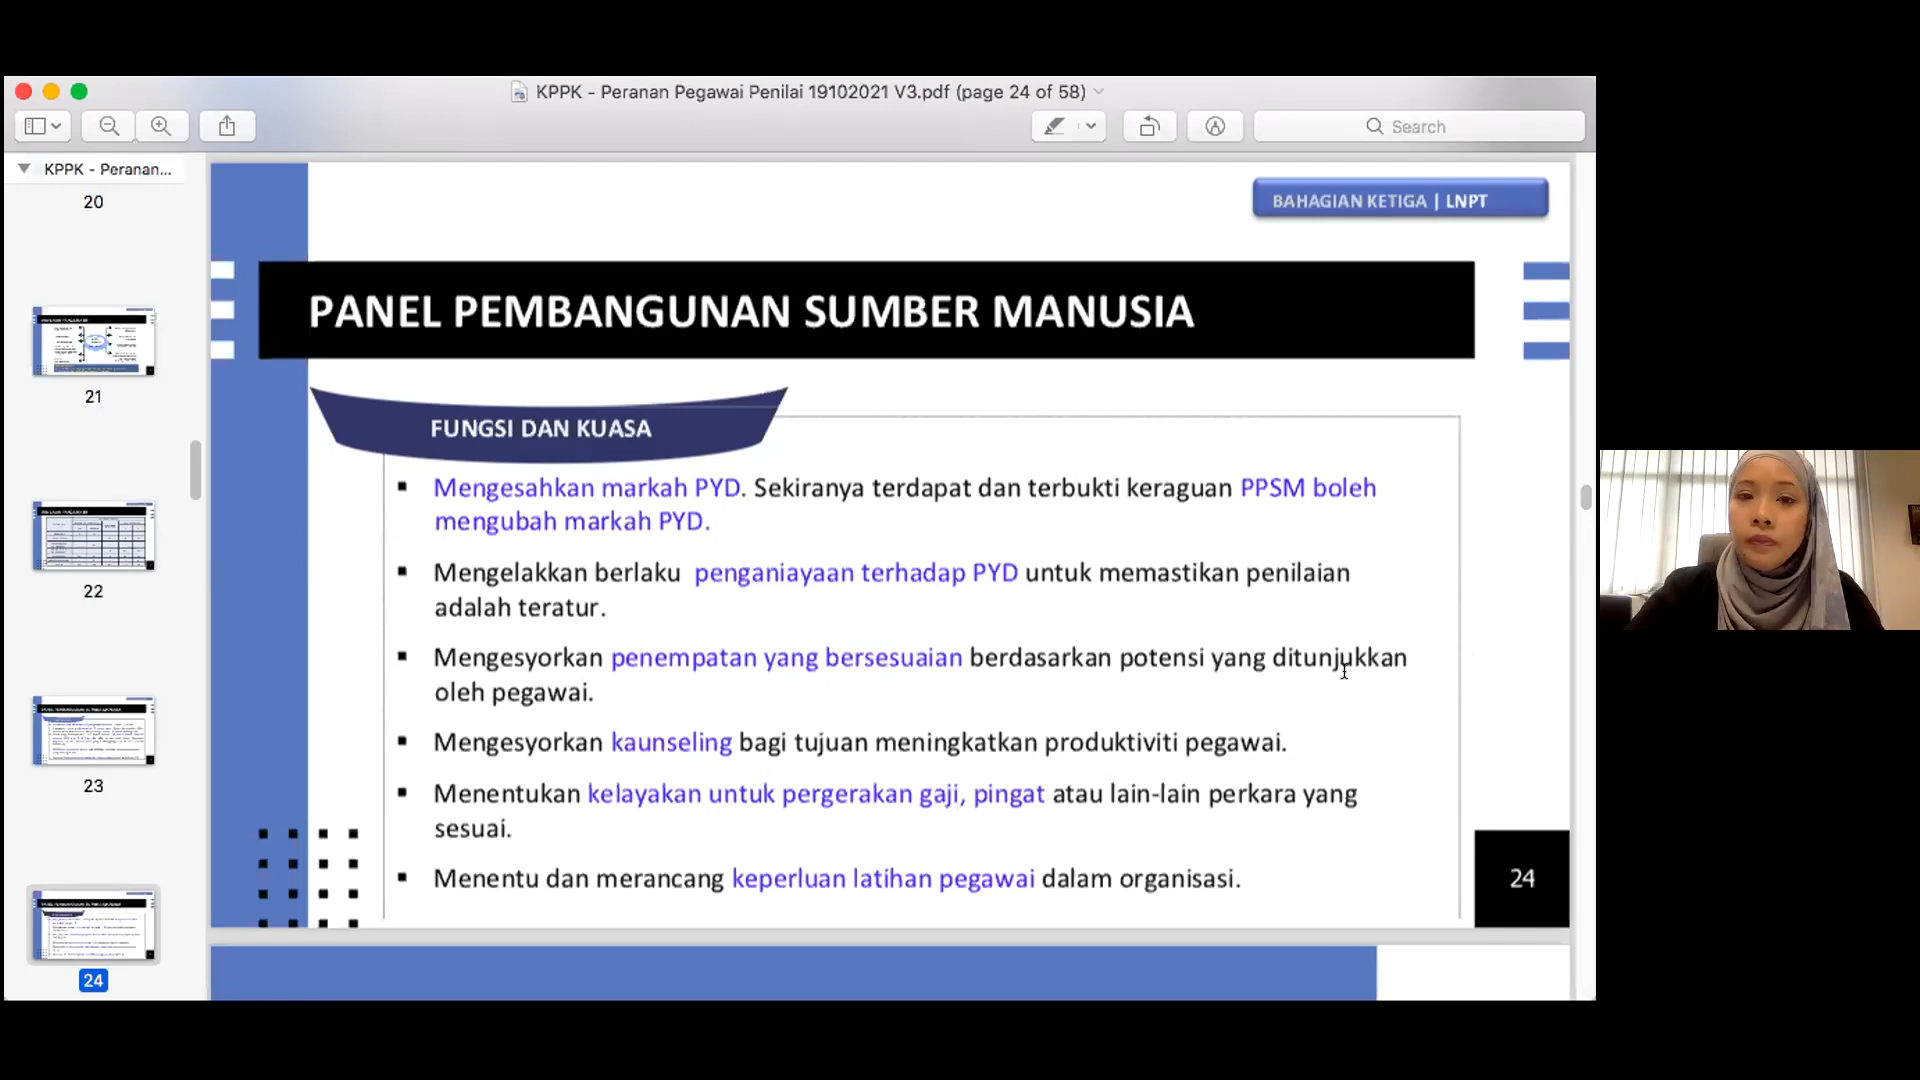 KPPK - Peranan Pegawai Penilai 19102021 V3.pdf (page 24 of 58)
Search
KPPK - Peranan...
20
21
22
23
24
BAHAGIAN KETIGA | LNPT
PANEL PEMBANGUNAN SUMBER MANUSIA
FUNGSI DAN KUASA
▪ Mengesahkan markah PYD. Sekiranya terdapat dan terbukti keraguan PPSM boleh
mengubah markah PYD.
▪ Mengelakkan berlaku penganiayaan terhadap PYD untuk memastikan penilaian
adalah teratur.
▪ Mengesyorkan penempatan yang bersesuaian berdasarkan potensi yang ditunjukkan
oleh pegawai.
▪ Mengesyorkan kaunseling bagi tujuan meningkatkan produktiviti pegawai.
▪ Menentukan kelayakan untuk pergerakan gaji, pingat atau lain-lain perkara yang
sesuai.
▪ Menentu dan merancang keperluan latihan pegawai dalam organisasi.
24